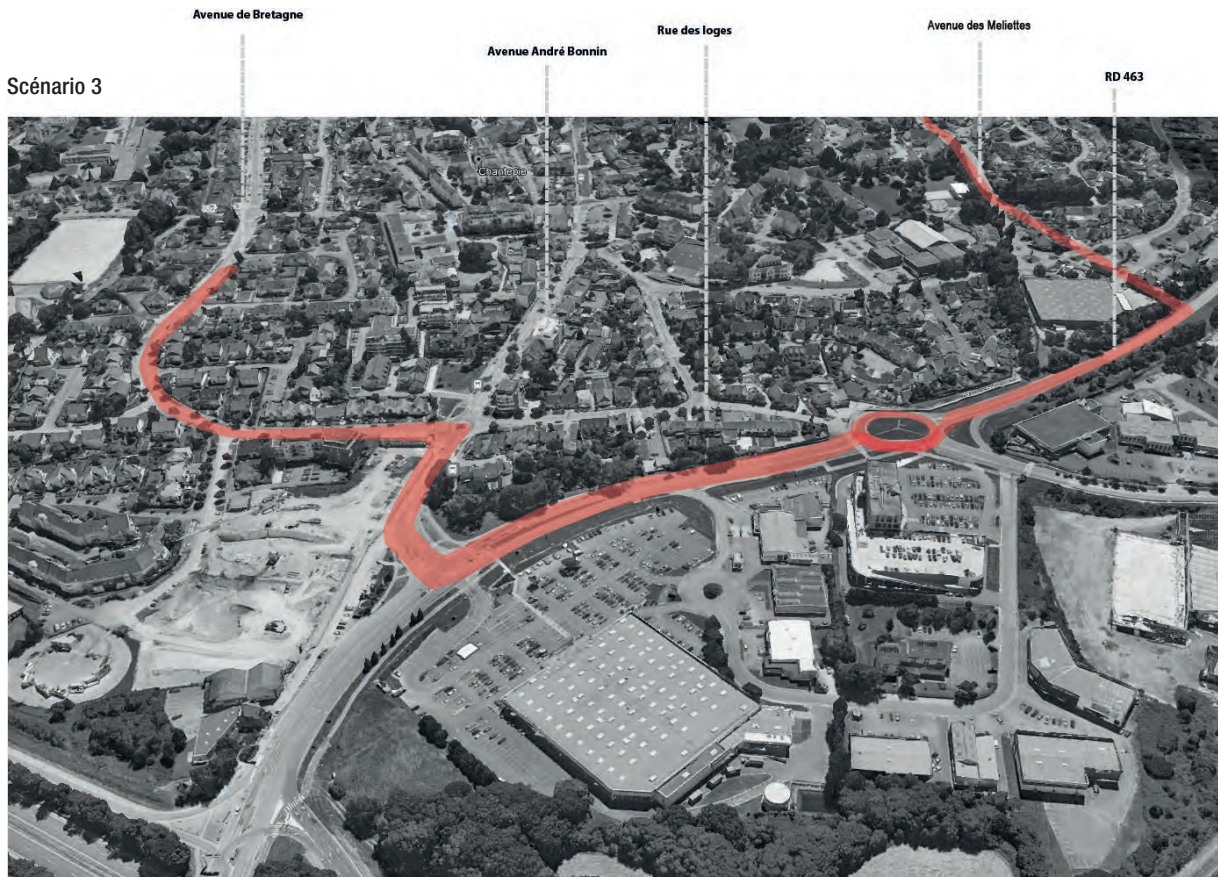 Avenue de Bretagne
Avenue André Bonnin
Rue des loges
Avenue des Meliettes
RD 463
Scénario 3
Chantepie